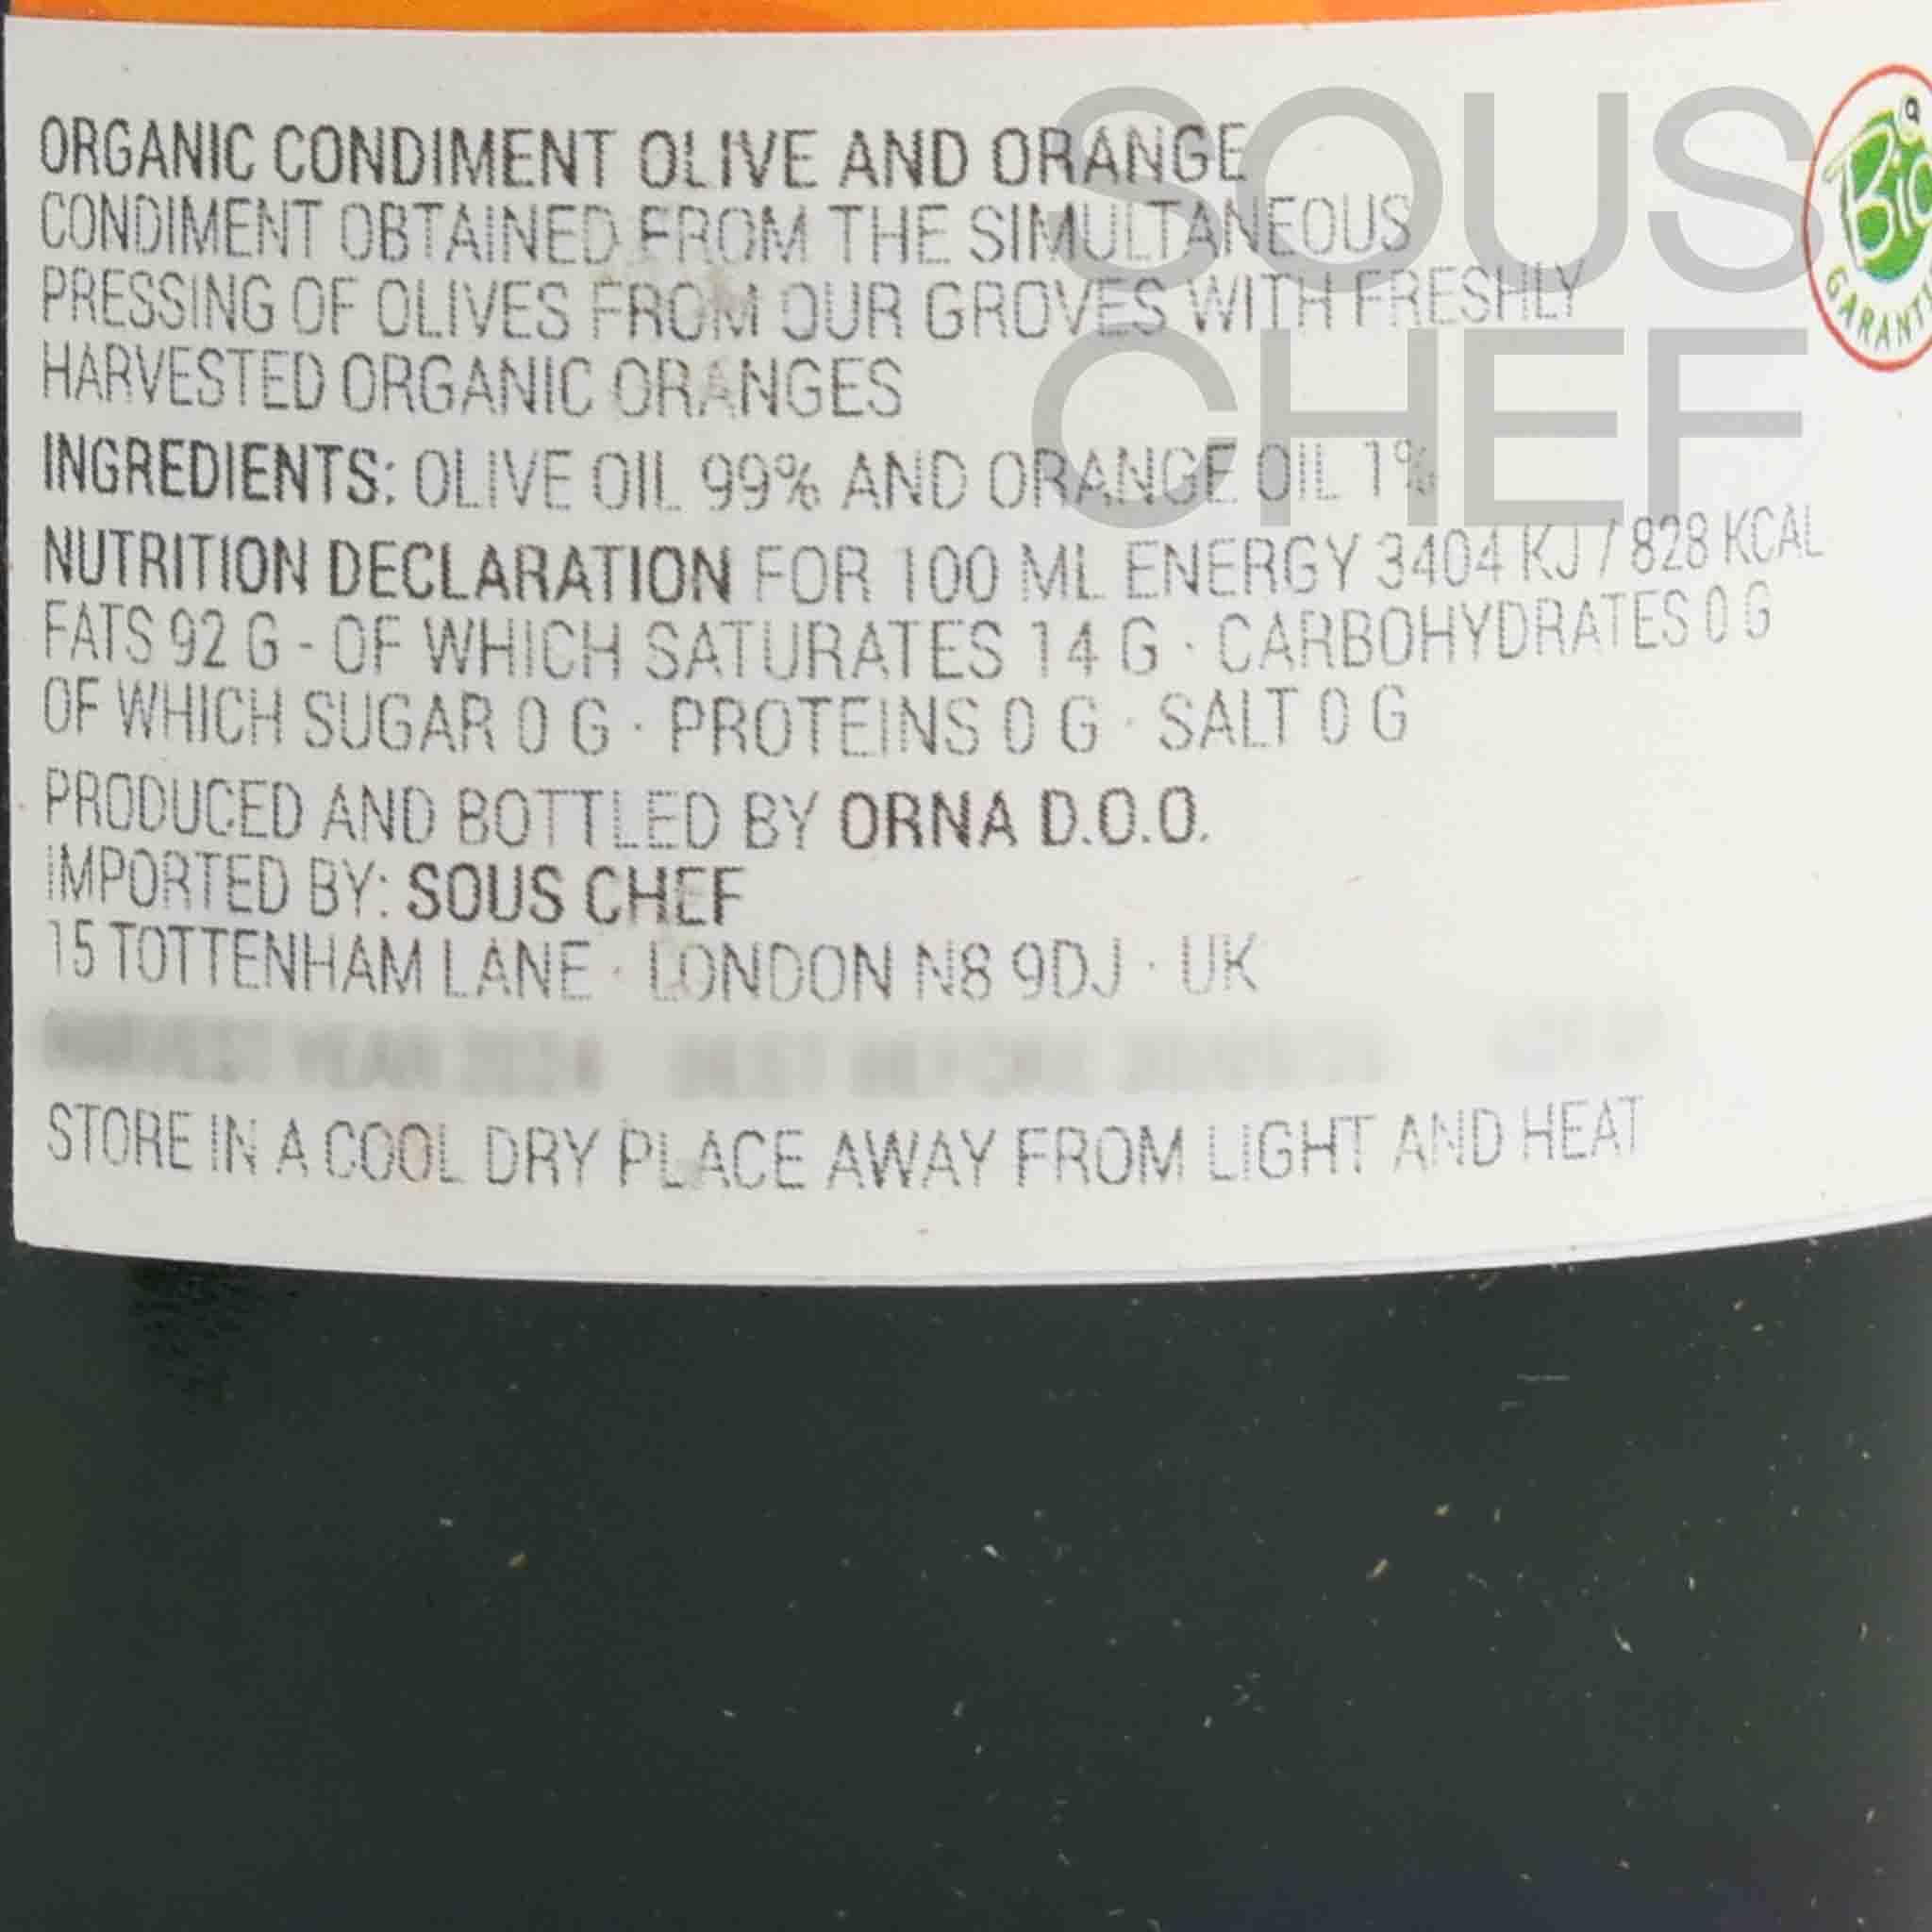 ORGANIC CONDIMENT OLIVE AND ORANGE
CONDIMENT OBTAINED FROM THE SIMULTANEOUS
PRESSING OF OLIVES FROM OUR GROVES WITH FRESHLY
HARVESTED ORGANIC ORANGES
INGREDIENTS: OLIVE OIL 99% AND ORANGE OIL 1%
NUTRITION DECLARATION FOR 100 ML ENERGY 3404 KJ / 828 KCAL
FATS 92 G - OF WHICH SATURATES 14 G · CARBOHYDRATES 0 G
OF WHICH SUGAR 0 G · PROTEINS 0 G · SALT 0 G
PRODUCED AND BOTTLED BY ORNA D.O.O.
IMPORTED BY: SOUS CHEF
15 TOTTENHAM LANE · LONDON N8 9DJ · UK
STORE IN A COOL DRY PLACE AWAY FROM LIGHT AND HEAT
SOUS
CHEF